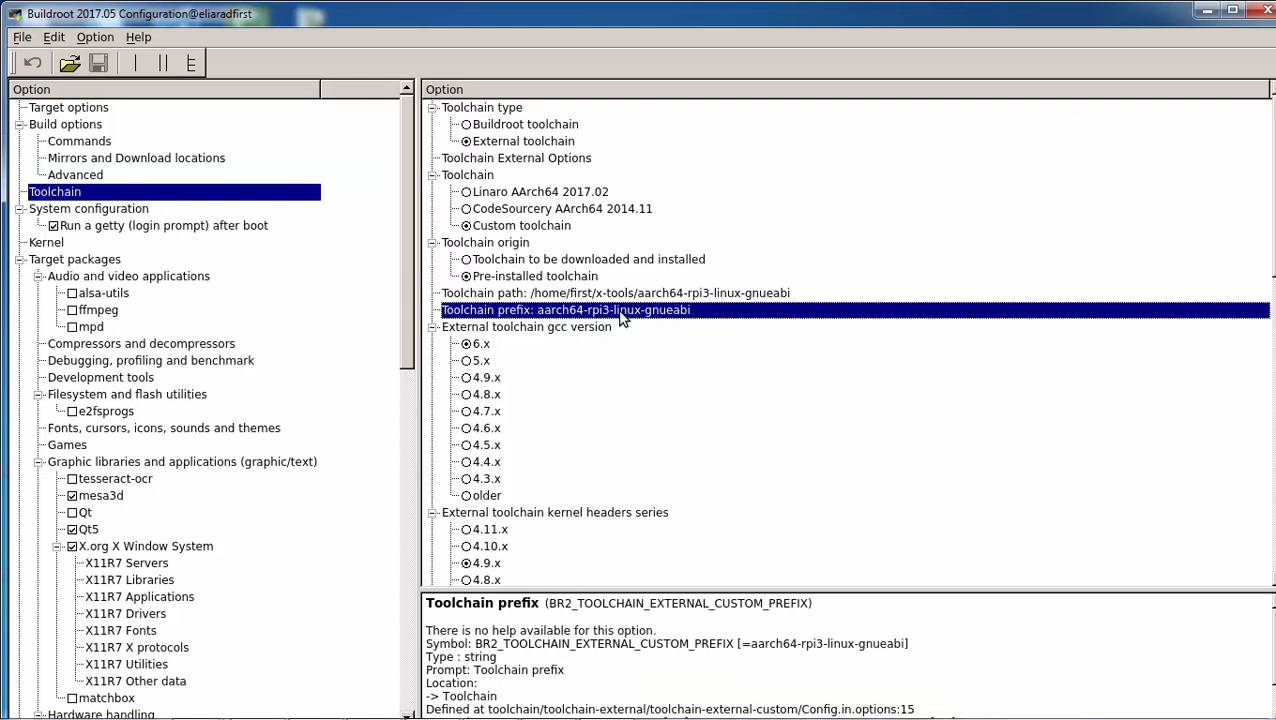 Buildroot 2017.05 Configuration@eliaradfirst
File Edit Option Help
Option
Target options
Build options
Commands
Mirrors and Download locations
Advanced
Toolchain
System configuration
Run a getty (login prompt) after boot
Kernel
Target packages
Audio and video applications
alsa-utils
ffmpeg
mpd
Compressors and decompressors
Debugging, profiling and benchmark
Development tools
Filesystem and flash utilities
e2fsprogs
Fonts, cursors, icons, sounds and themes
Games
Graphic libraries and applications (graphic/text)
tesseract-ocr
mesa3d
Qt
Qt5
X.org X Window System
X11R7 Servers
X11R7 Libraries
X11R7 Applications
X11R7 Drivers
X11R7 Fonts
X11R7 X protocols
X11R7 Utilities
X11R7 Other data
matchbox
Hardware handling
Option
Toolchain type
Buildroot toolchain
External toolchain
Toolchain External Options
Toolchain
Linaro AArch64 2017.02
CodeSourcery AArch64 2014.11
Custom toolchain
Toolchain origin
Toolchain to be downloaded and installed
Pre-installed toolchain
Toolchain path: /home/first/x-tools/aarch64-rpi3-linux-gnueabi
Toolchain prefix: aarch64-rpi3-linux-gnueabi
External toolchain gcc version
6.x
5.x
4.9.x
4.8.x
4.7.x
4.6.x
4.5.x
4.4.x
4.3.x
older
External toolchain kernel headers series
4.11.x
4.10.x
4.9.x
4.8.x
Toolchain prefix (BR2_TOOLCHAIN_EXTERNAL_CUSTOM_PREFIX)
There is no help available for this option.
Symbol: BR2_TOOLCHAIN_EXTERNAL_CUSTOM_PREFIX [=aarch64-rpi3-linux-gnueabi]
Type : string
Prompt: Toolchain prefix
Location:
-> Toolchain
Defined at toolchain/toolchain-external/toolchain-external-custom/Config.in.options:15